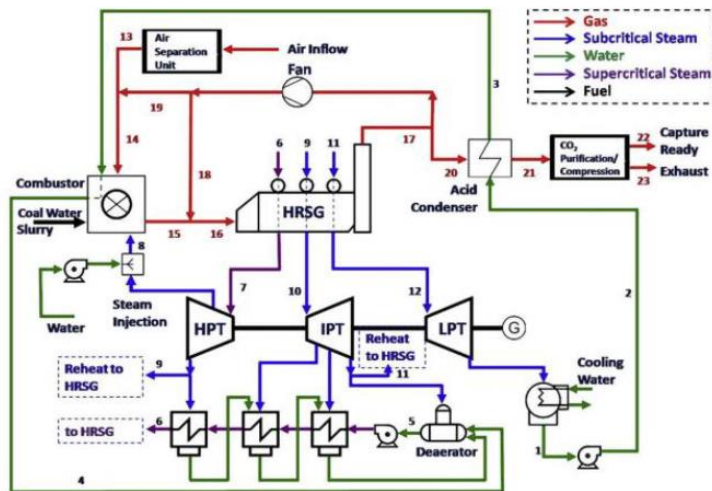 Gas
Subcritical Steam
Water
Supercritical Steam
Fuel
13
Air
Separation
Unit
Air Inflow
Fan
3
19
14
17
22
Capture
Ready
CO2
Purification/
Compression
20
21
23
Exhaust
Acid
Condenser
6
9
11
18
Combustor
HRSG
Coal Water
Slurry
15
16
8
2
7
10
12
Steam
Injection
Water
HPT
IPT
LPT
G
Reheat
to HRSG
Reheat to
HRSG
9
11
Cooling
Water
to HRSG
6
5
Deaerator
1
4